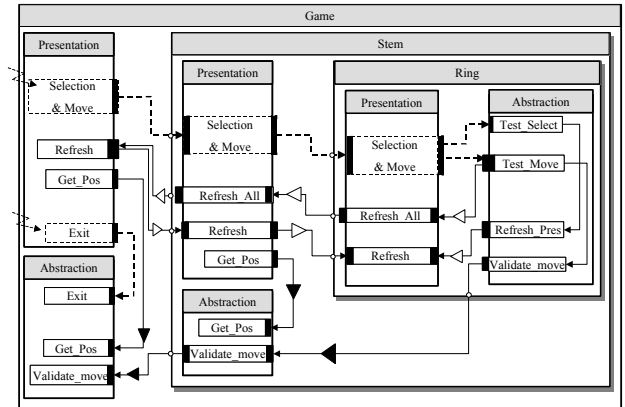 Game
Stem
Ring
Presentation
Selection
& Move
Refresh
Get_Pos
Exit
Abstraction
Exit
Get_Pos
Validate_move
Presentation
Selection
& Move
Refresh_All
Refresh
Get_Pos
Abstraction
Get_Pos
Validate_move
Presentation
Selection
& Move
Refresh_All
Refresh
Abstraction
Test_Select
Test_Move
Refresh_Pres
Validate_move